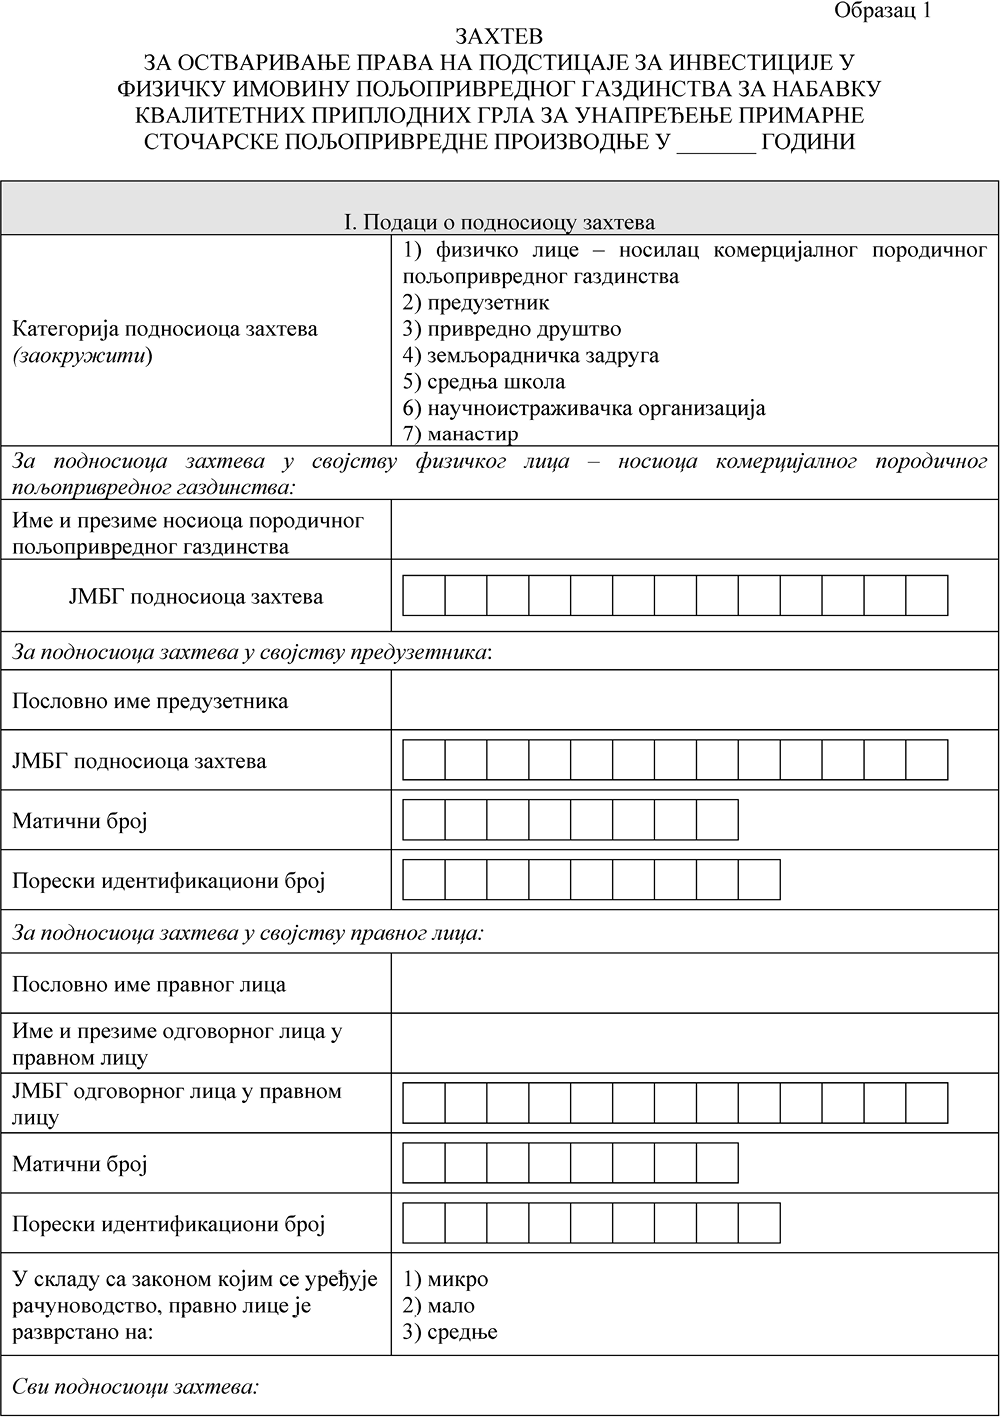 Образац 1
ЗАХТЕВ
ЗА ОСТВАРИВАЊЕ ПРАВА НА ПОДСТИЦАЈЕ ЗА ИНВЕСТИЦИЈЕ У
ФИЗИЧКУ ИМОВИНУ ПОЉОПРИВРЕДНОГ ГАЗДИНСТВА ЗА НАБАВКУ
КВАЛИТЕТНИХ ПРИПЛОДНИХ ГРЛА ЗА УНАПРЕЂЕЊЕ ПРИМАРНЕ
СТОЧАРСКЕ ПОЉОПРИВРЕДНЕ ПРОИЗВОДЊЕ У _______ ГОДИНИ
I. Подаци о подносиоцу захтева
Категорија подносиоца захтева
(заокружити)
1) физичко лице – носилац комерцијалног породичног
пољопривредног газдинства
2) предузетник
3) привредно друштво
4) земљорадничка задруга
5) средња школа
6) научноистраживачка организација
7) манастир
За подносиоца захтева у својству физичког лица – носиоца комерцијалног породичног
пољопривредног газдинства:
Име и презиме носиоца породичног
пољопривредног газдинства
ЈМБГ подносиоца захтева
За подносиоца захтева у својству предузетника:
Пословно име предузетника
ЈМБГ подносиоца захтева
Матични број
Порески идентификациони број
За подносиоца захтева у својству правног лица:
Пословно име правног лица
Име и презиме одговорног лица у
правном лицу
ЈМБГ одговорног лица у правном
лицу
Матични број
Порески идентификациони број
У складу са законом којим се уређује
рачуноводство, правно лице је
разврстано на:
1) микро
2) мало
3) средње
Сви подносиоци захтева: